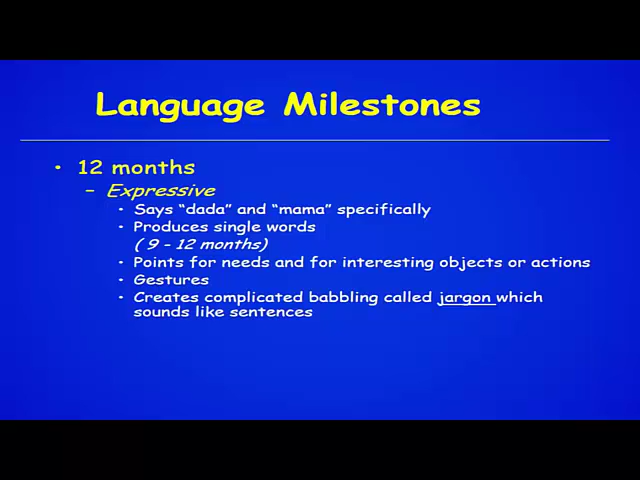 Language Milestones
• 12 months
– Expressive
• Says “dada” and “mama” specifically
• Produces single words
( 9 – 12 months)
• Points for needs and for interesting objects or actions
• Gestures
• Creates complicated babbling called jargon which
sounds like sentences